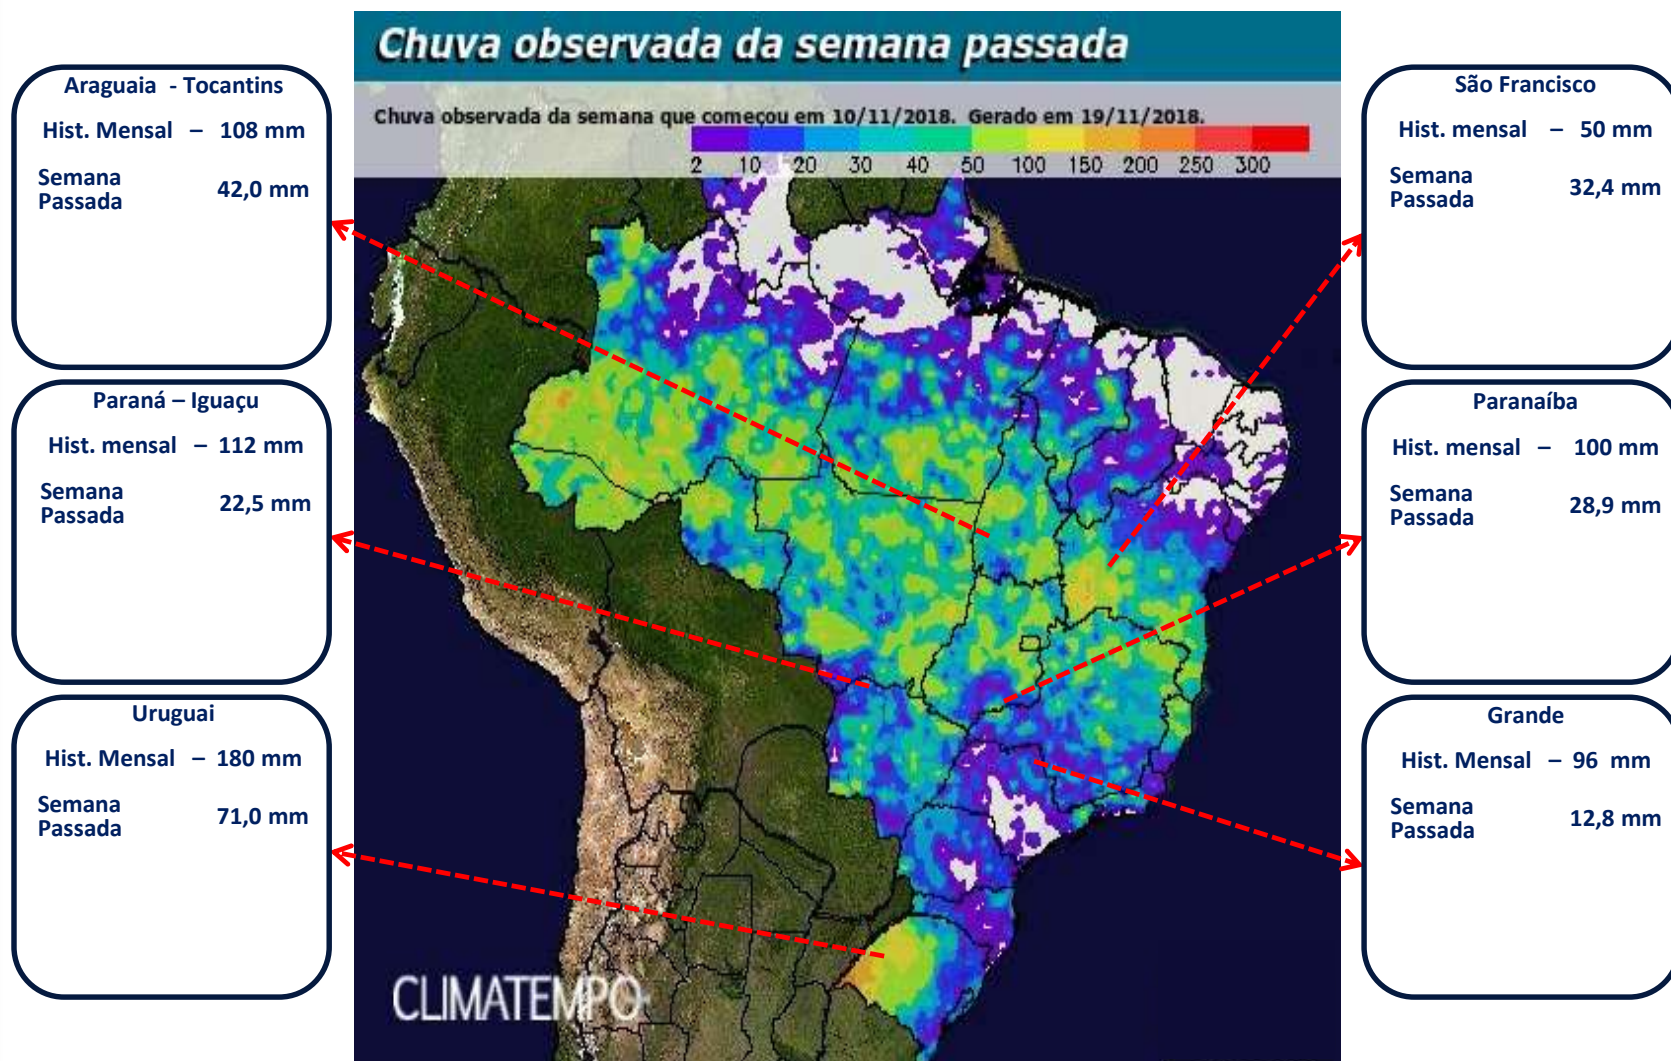 Chuva observada da semana passada
Chuva observada da semana que começou em 10/11/2018. Gerado em 19/11/2018.
2 10 20 30 40 50 100 150 200 250 300
Araguaia - Tocantins
Hist. Mensal – 108 mm
Semana
Passada 42,0 mm
Paraná – Iguaçu
Hist. mensal – 112 mm
Semana
Passada 22,5 mm
Uruguai
Hist. Mensal – 180 mm
Semana
Passada 71,0 mm
São Francisco
Hist. mensal – 50 mm
Semana
Passada 32,4 mm
Paranaíba
Hist. mensal – 100 mm
Semana
Passada 28,9 mm
Grande
Hist. Mensal – 96 mm
Semana
Passada 12,8 mm
CLIMATEMPO